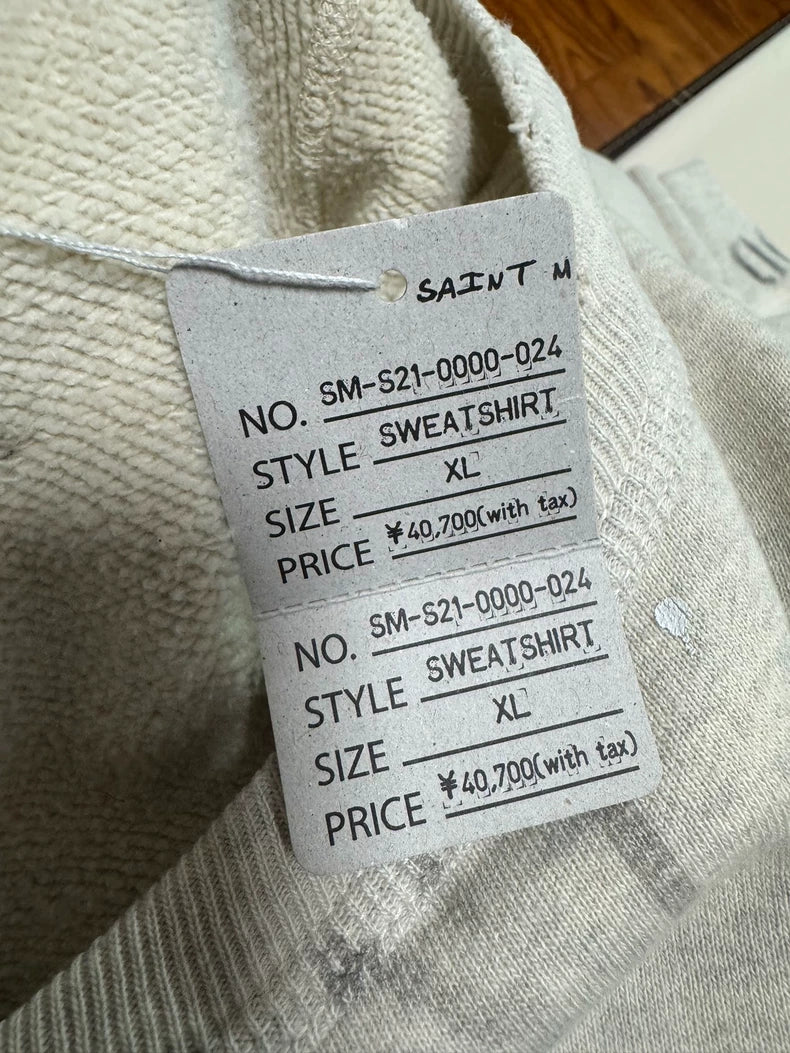 SAINT M
NO. SM-S21-0000-024
STYLE SWEATSHIRT
SIZE XL
PRICE ¥40,700(with tax)
NO. SM-S21-0000-024
STYLE SWEATSHIRT
SIZE XL
PRICE ¥40,700(with tax)